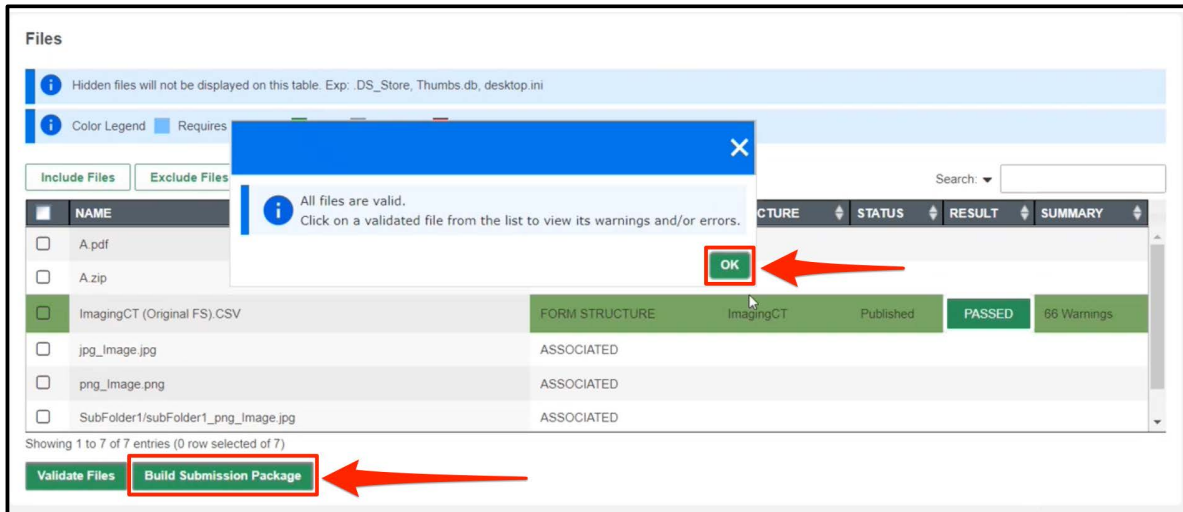 Files
Hidden files will not be displayed on this table. Exp: .DS_Store, Thumbs.db, desktop.ini
Color Legend Requires
All files are valid.
Click on a validated file from the list to view its warnings and/or errors.
OK
Include Files Exclude Files Search:
NAME CTURE STATUS RESULT SUMMARY
A.pdf
A.zip
ImagingCT (Original FS).CSV FORM STRUCTURE ImagingCT Published PASSED 66 Warnings
jpg_Image.jpg ASSOCIATED
png_Image.png ASSOCIATED
SubFolder1/subFolder1_png_Image.jpg ASSOCIATED
Showing 1 to 7 of 7 entries (0 row selected of 7)
Validate Files Build Submission Package